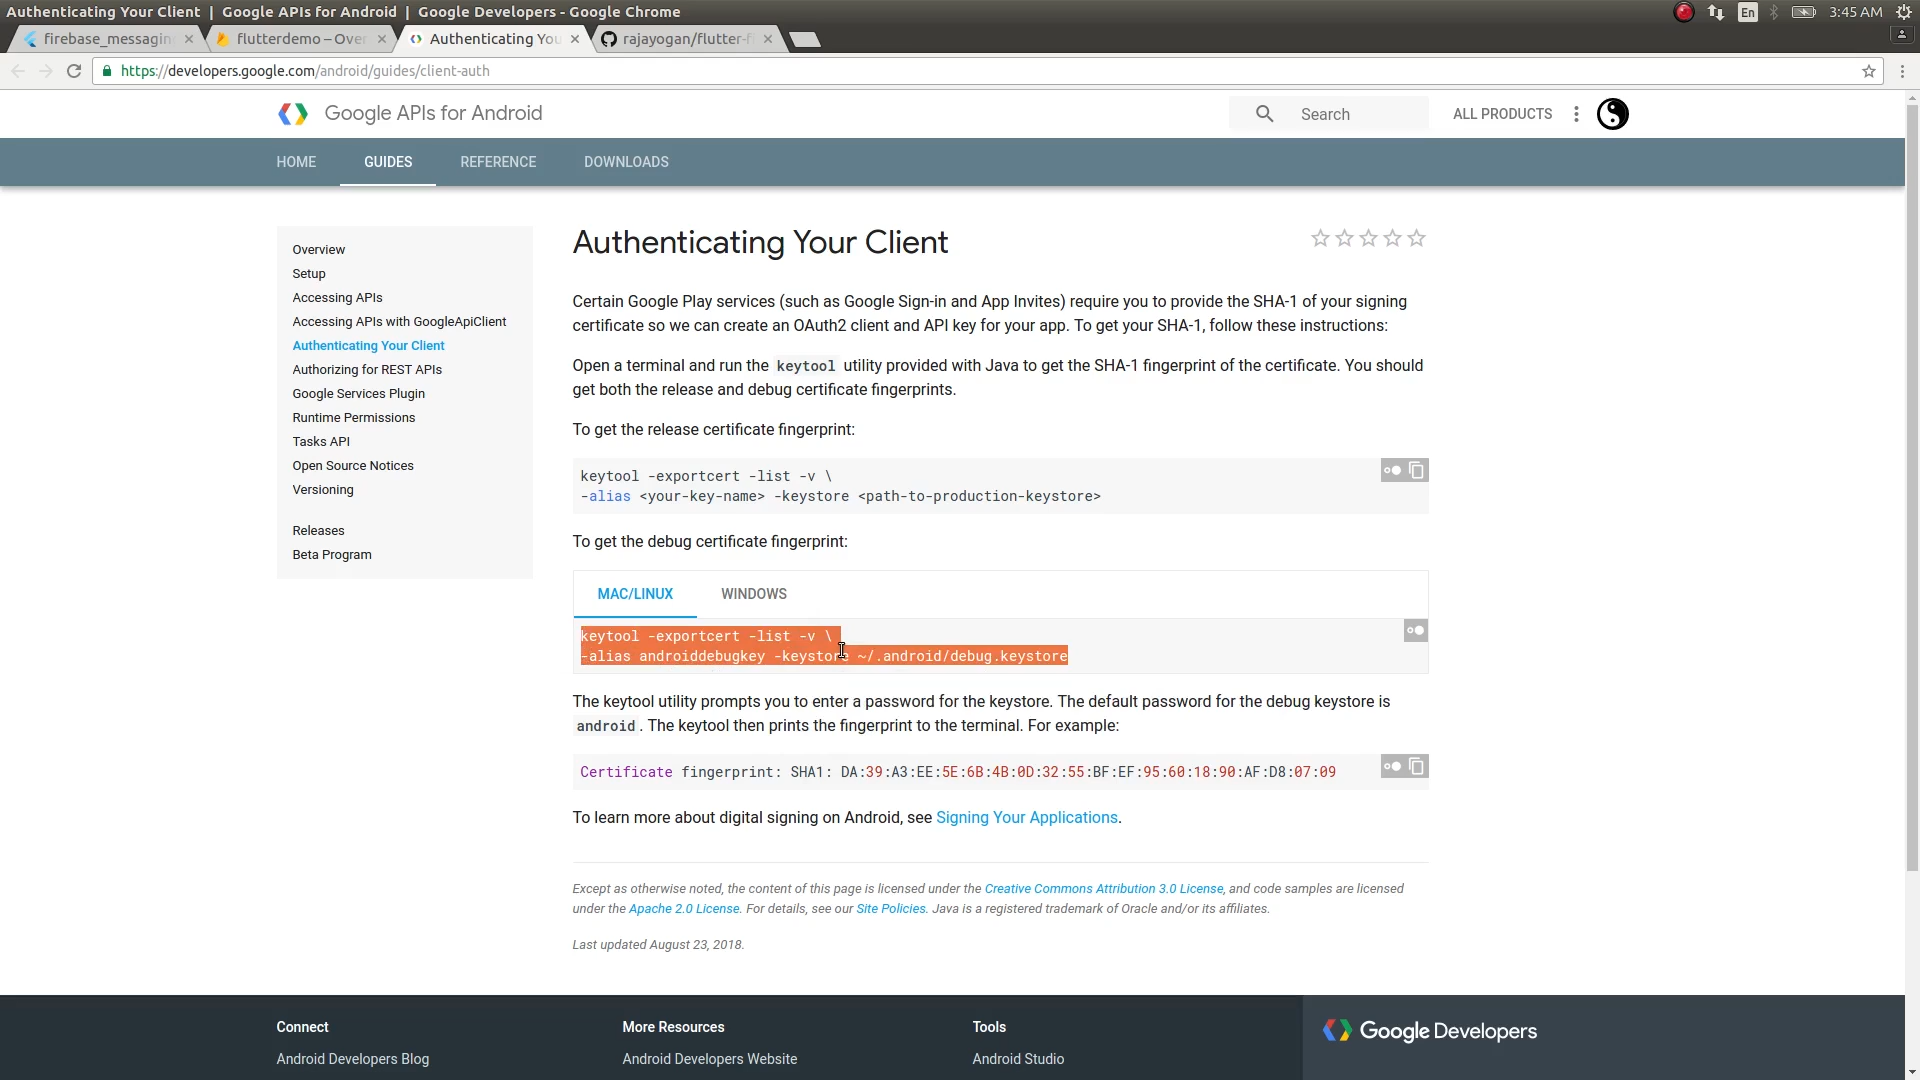 Authenticating Your Client | Google APIs for Android | Google Developers - Google Chrome
En
3:45 AM
firebase_messagin
flutterdemo – Over
Authenticating You
rajayogan/flutter-f
https://developers.google.com/android/guides/client-auth
Google APIs for Android
Search
ALL PRODUCTS
HOME
GUIDES
REFERENCE
DOWNLOADS
Overview
Setup
Accessing APIs
Accessing APIs with GoogleApiClient
Authenticating Your Client
Authorizing for REST APIs
Google Services Plugin
Runtime Permissions
Tasks API
Open Source Notices
Versioning
Releases
Beta Program
Authenticating Your Client
Certain Google Play services (such as Google Sign-in and App Invites) require you to provide the SHA-1 of your signing
certificate so we can create an OAuth2 client and API key for your app. To get your SHA-1, follow these instructions:
Open a terminal and run the keytool utility provided with Java to get the SHA-1 fingerprint of the certificate. You should
get both the release and debug certificate fingerprints.
To get the release certificate fingerprint:
keytool -exportcert -list -v \
-alias <your-key-name> -keystore <path-to-production-keystore>
To get the debug certificate fingerprint:
MAC/LINUX
WINDOWS
keytool -exportcert -list -v \
-alias androiddebugkey -keystore ~/.android/debug.keystore
The keytool utility prompts you to enter a password for the keystore. The default password for the debug keystore is
android. The keytool then prints the fingerprint to the terminal. For example:
Certificate fingerprint: SHA1: DA:39:A3:EE:5E:6B:4B:0D:32:55:BF:EF:95:60:18:90:AF:D8:07:09
To learn more about digital signing on Android, see Signing Your Applications.
Except as otherwise noted, the content of this page is licensed under the Creative Commons Attribution 3.0 License, and code samples are licensed
under the Apache 2.0 License. For details, see our Site Policies. Java is a registered trademark of Oracle and/or its affiliates.
Last updated August 23, 2018.
Connect
Android Developers Blog
More Resources
Android Developers Website
Tools
Android Studio
Google Developers